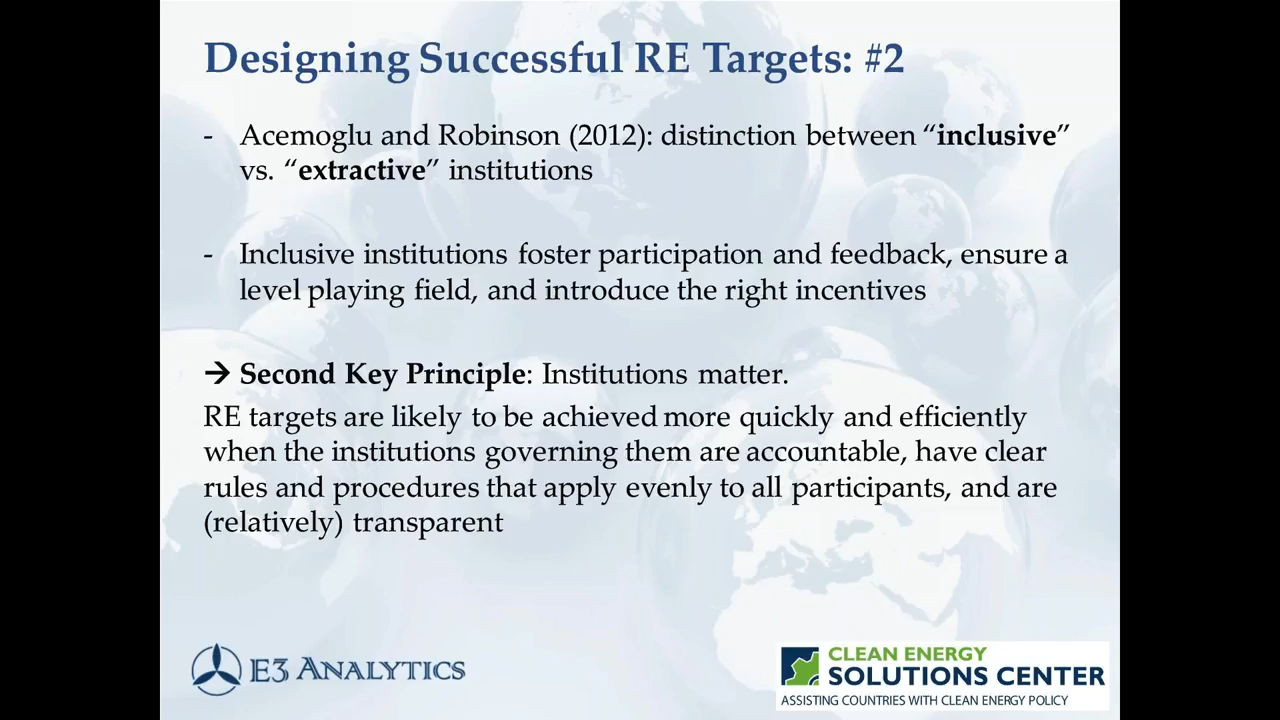 Designing Successful RE Targets: #2
- Acemoglu and Robinson (2012): distinction between “inclusive”
vs. “extractive” institutions
- Inclusive institutions foster participation and feedback, ensure a
level playing field, and introduce the right incentives
→ Second Key Principle: Institutions matter.
RE targets are likely to be achieved more quickly and efficiently
when the institutions governing them are accountable, have clear
rules and procedures that apply evenly to all participants, and are
(relatively) transparent
E3 ANALYTICS
CLEAN ENERGY
SOLUTIONS CENTER
ASSISTING COUNTRIES WITH CLEAN ENERGY POLICY